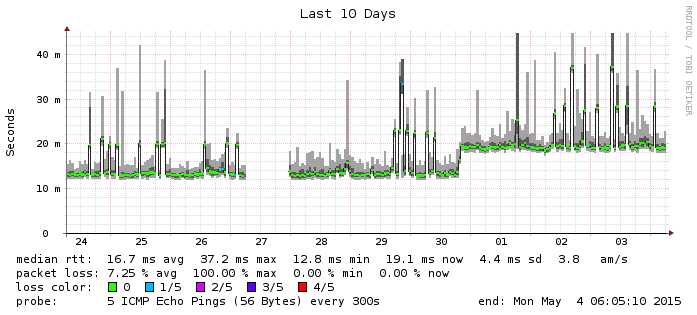 Last 10 Days
RRDTOOL / TOBI OETIKER
Seconds
40 m
30 m
20 m
10 m
0
24 25 26 27 28 29 30 01 02 03
median rtt: 16.7 ms avg 37.2 ms max 12.8 ms min 19.1 ms now 4.4 ms sd 3.8 am/s
packet loss: 7.25 % avg 100.00 % max 0.00 % min 0.00 % now
loss color: 0 1/5 2/5 3/5 4/5
probe: 5 ICMP Echo Pings (56 Bytes) every 300s end: Mon May 4 06:05:10 2015